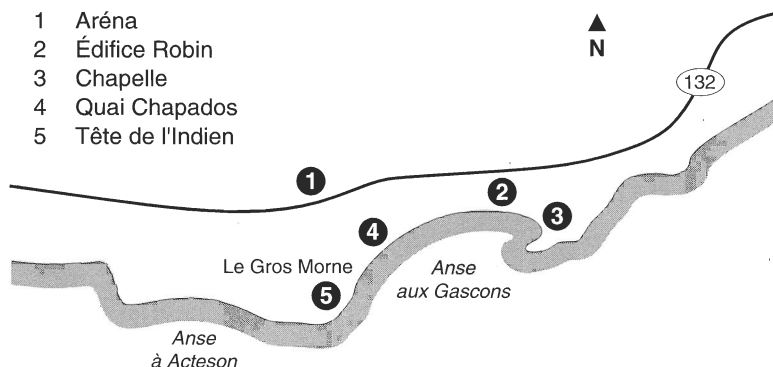 1 Aréna
2 Édifice Robin
3 Chapelle
4 Quai Chapados
5 Tête de l'Indien
N
132
1
2
3
4
Le Gros Morne
5
Anse
aux Gascons
Anse
à Acteson